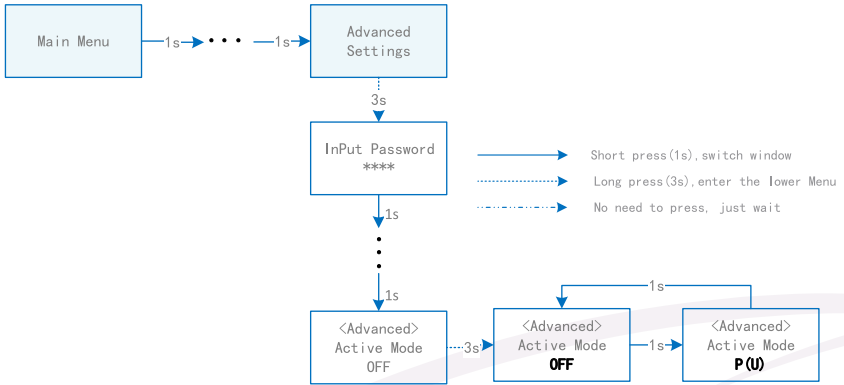 Main Menu
1s
1s
Advanced
Settings
3s
InPut Password
****
Short press(1s),switch window
Long press(3s),enter the lower Menu
No need to press, just wait
1s
1s
1s
<Advanced>
Active Mode
OFF
3s
<Advanced>
Active Mode
OFF
1s
<Advanced>
Active Mode
P(U)